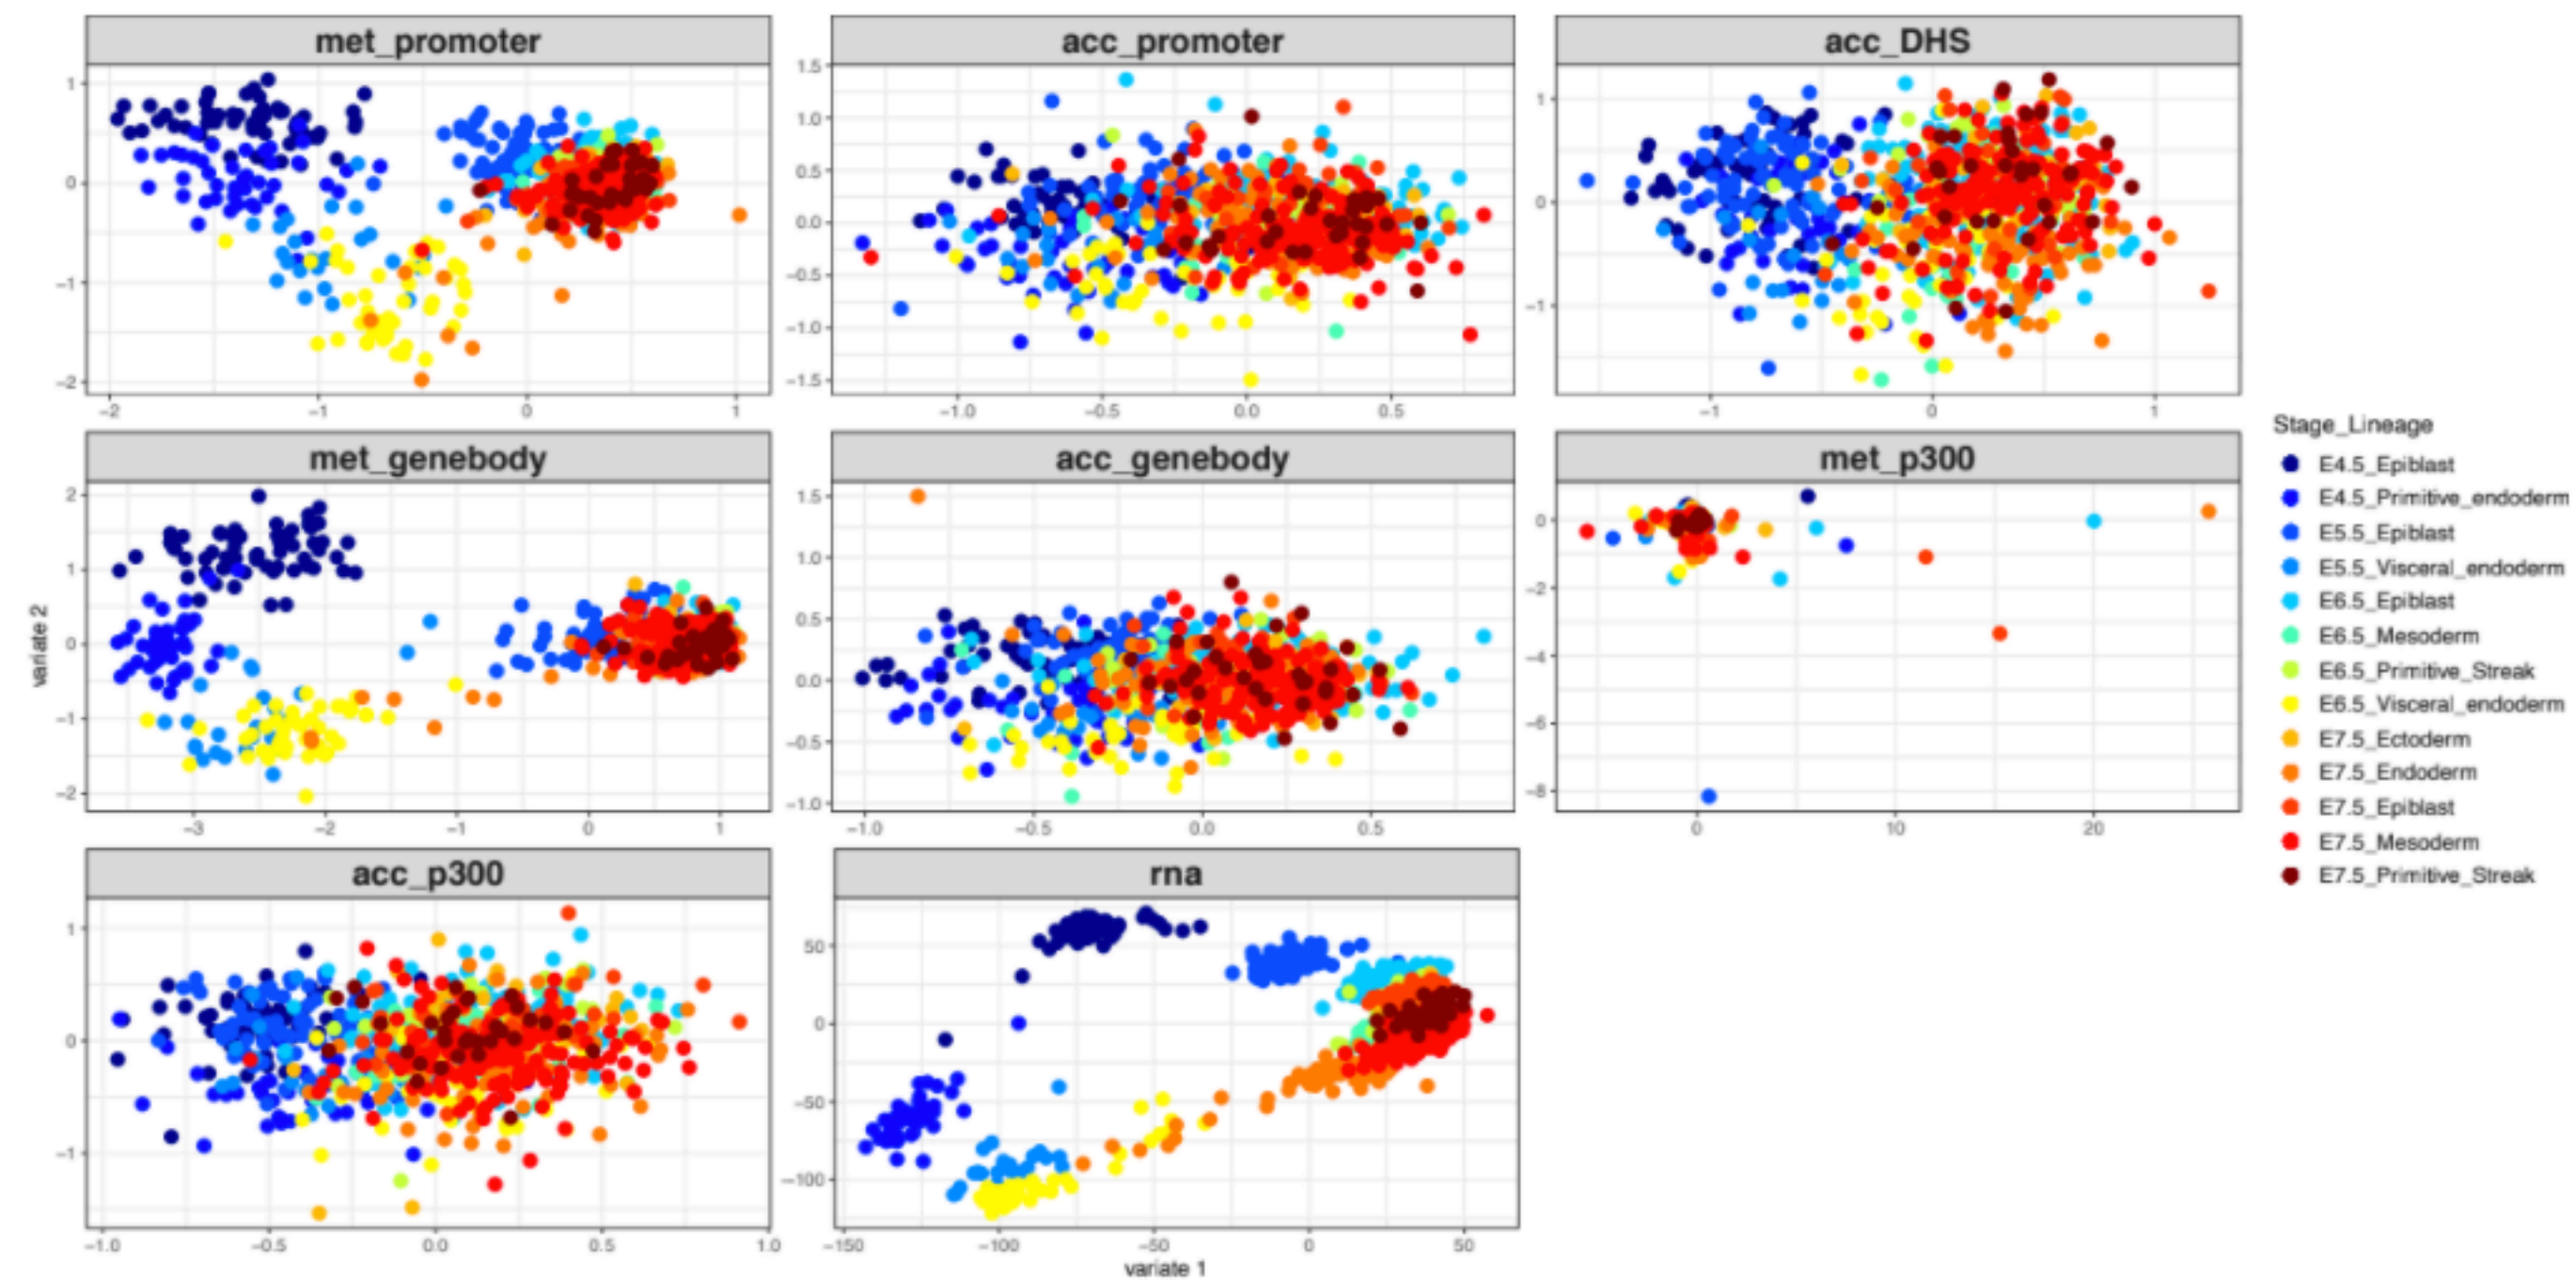 met_promoter
acc_promoter
acc_DHS
1
0
−1
−2
−2
−1
0
1
1.5
1.0
0.5
0.0
−0.5
−1.0
−1.5
−1.0
−0.5
0.0
0.5
1
0
−1
−1
0
1
met_genebody
acc_genebody
met_p300
variate 2
2
1
0
−1
−2
−3
−2
−1
0
1
1.5
1.0
0.5
0.0
−0.5
−1.0
−1.0
−0.5
0.0
0.5
0
−2
−4
−6
−8
0
10
20
acc_p300
rna
1
0
−1
−1.0
−0.5
0.0
0.5
1.0
50
0
−50
−100
−150
−100
−50
0
50
variate 1
Stage_Lineage
E4.5_Epiblast
E4.5_Primitive_endoderm
E5.5_Epiblast
E5.5_Visceral_endoderm
E6.5_Epiblast
E6.5_Mesoderm
E6.5_Primitive_Streak
E6.5_Visceral_endoderm
E7.5_Ectoderm
E7.5_Endoderm
E7.5_Epiblast
E7.5_Mesoderm
E7.5_Primitive_Streak